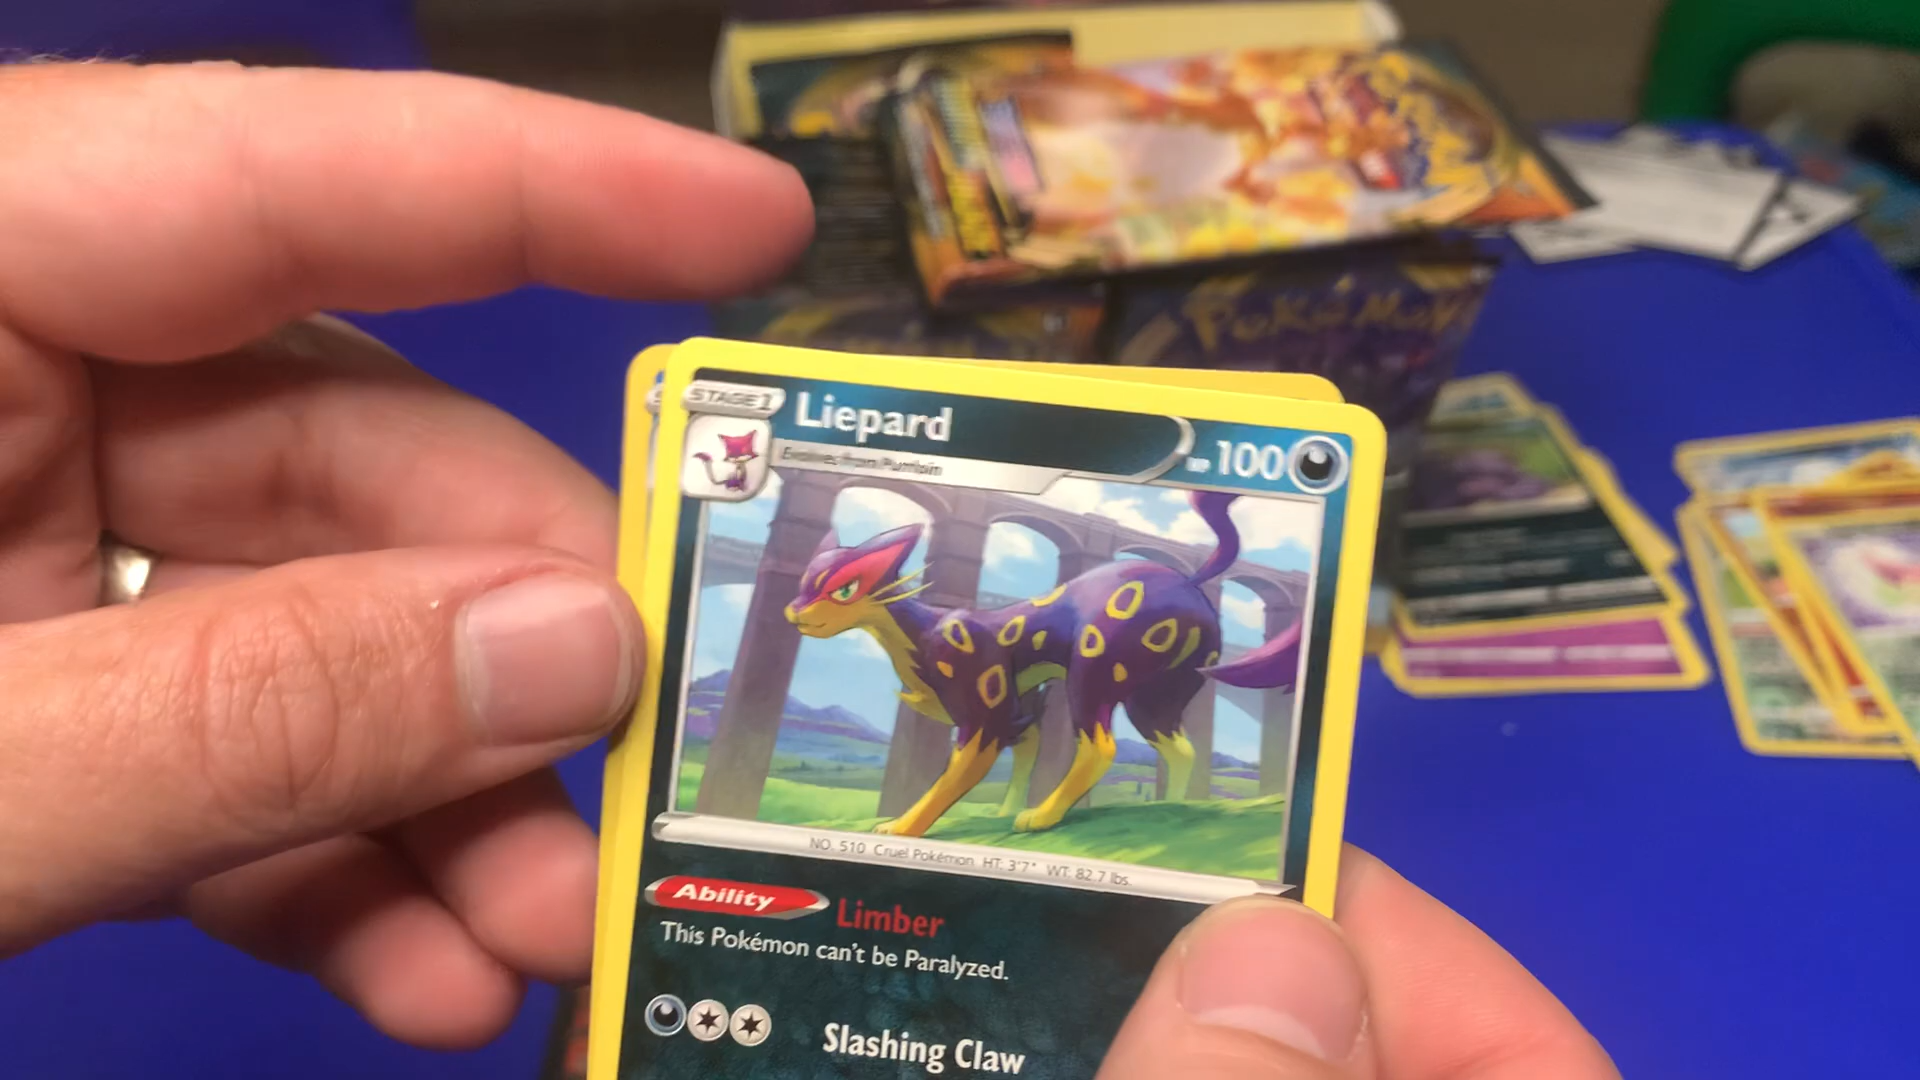 POKéMON
STAGE 1
Liepard
Evolves from Purrloin
HP 100
NO. 510 Cruel Pokémon HT: 3'7" WT: 82.7 lbs.
Ability Limber
This Pokémon can't be Paralyzed.
Slashing Claw